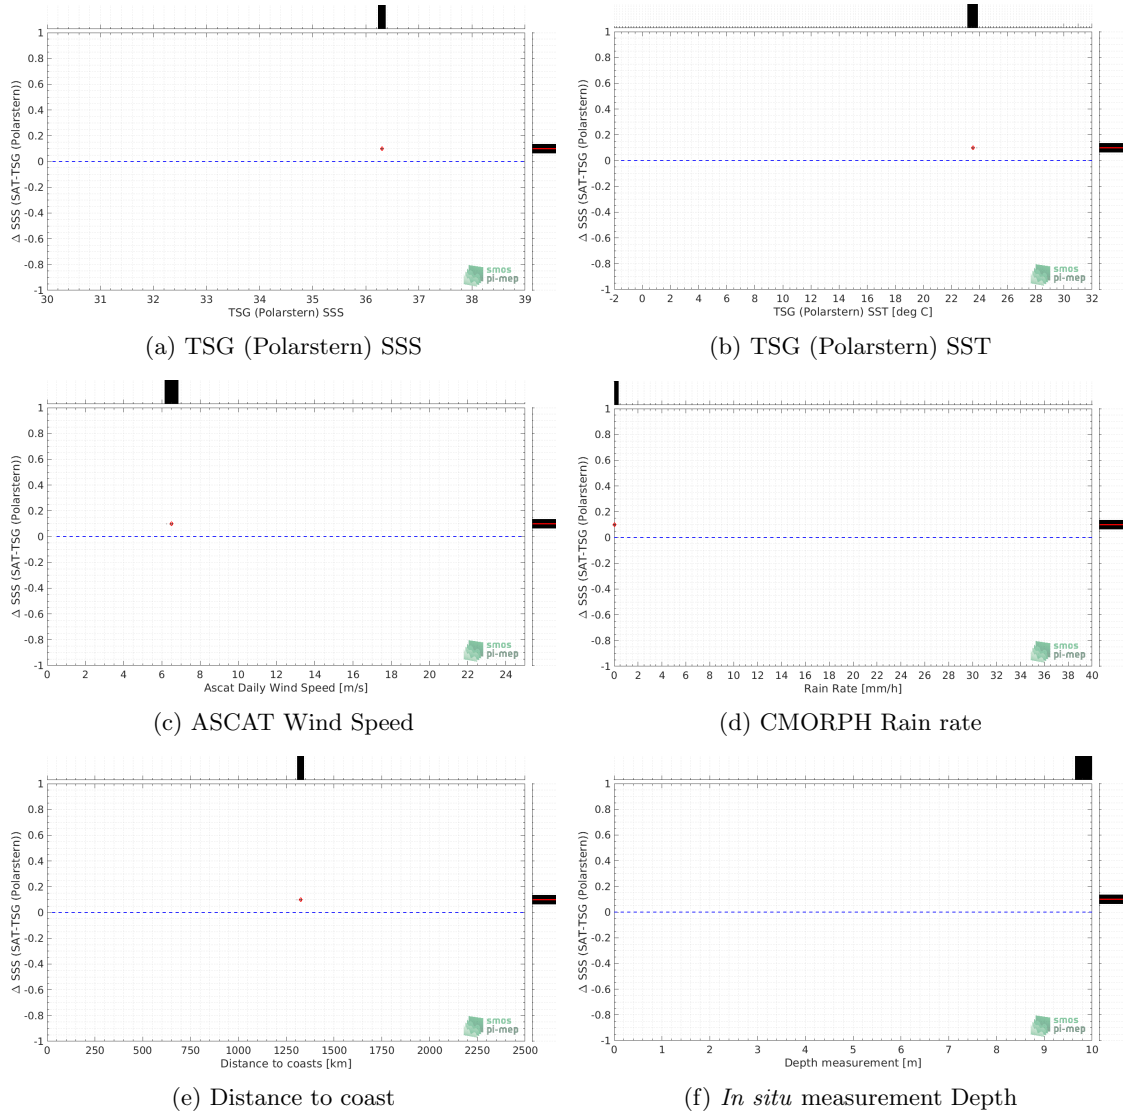 1
0.8
0.6
0.4
0.2
0
-0.2
-0.4
-0.6
-0.8
-1
Δ SSS (SAT-TSG (Polarstern))
smos
pi-mep
30 31 32 33 34 35 36 37 38 39
TSG (Polarstern) SSS
(a) TSG (Polarstern) SSS
1
0.8
0.6
0.4
0.2
0
-0.2
-0.4
-0.6
-0.8
-1
Δ SSS (SAT-TSG (Polarstern))
smos
pi-mep
-2 0 2 4 6 8 10 12 14 16 18 20 22 24 26 28 30 32
TSG (Polarstern) SST [deg C]
(b) TSG (Polarstern) SST
1
0.8
0.6
0.4
0.2
0
-0.2
-0.4
-0.6
-0.8
-1
Δ SSS (SAT-TSG (Polarstern))
smos
pi-mep
0 2 4 6 8 10 12 14 16 18 20 22 24
Ascat Daily Wind Speed [m/s]
(c) ASCAT Wind Speed
1
0.8
0.6
0.4
0.2
0
-0.2
-0.4
-0.6
-0.8
-1
Δ SSS (SAT-TSG (Polarstern))
smos
pi-mep
0 2 4 6 8 10 12 14 16 18 20 22 24 26 28 30 32 34 36 38 40
Rain Rate [mm/h]
(d) CMORPH Rain rate
1
0.8
0.6
0.4
0.2
0
-0.2
-0.4
-0.6
-0.8
-1
Δ SSS (SAT-TSG (Polarstern))
smos
pi-mep
0 250 500 750 1000 1250 1500 1750 2000 2250 2500
Distance to coasts [km]
(e) Distance to coast
1
0.8
0.6
0.4
0.2
0
-0.2
-0.4
-0.6
-0.8
-1
Δ SSS (SAT-TSG (Polarstern))
smos
pi-mep
0 1 2 3 4 5 6 7 8 9 10
Depth measurement [m]
(f) In situ measurement Depth